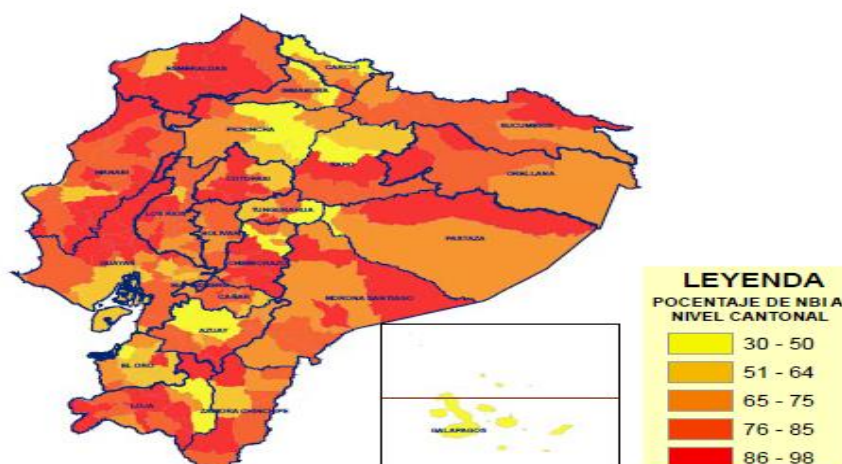 ESMERALDAS
CARCHI
IMBABURA
SUCUMBIOS
PICHINCHA
NAPO
ORELLANA
MANABI
COTOPAXI
LOS RIOS
TUNGURAHUA
BOLIVAR
PASTAZA
GUAYAS
CHIMBORAZO
CAÑAR
MORONA SANTIAGO
AZUAY
EL ORO
LOJA
ZAMORA CHINCHIPE
GALAPAGOS
LEYENDA
POCENTAJE DE NBI A
NIVEL CANTONAL
30 - 50
51 - 64
65 - 75
76 - 85
86 - 98